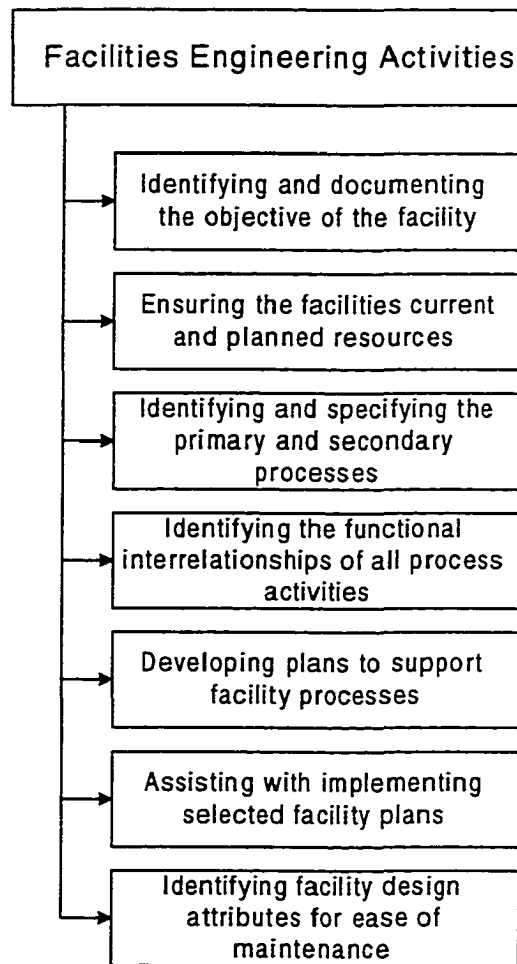 Facilities Engineering Activities
Identifying and documenting
the objective of the facility
Ensuring the facilities current
and planned resources
Identifying and specifying the
primary and secondary
processes
Identifying the functional
interrelationships of all process
activities
Developing plans to support
facility processes
Assisting with implementing
selected facility plans
Identifying facility design
attributes for ease of
maintenance